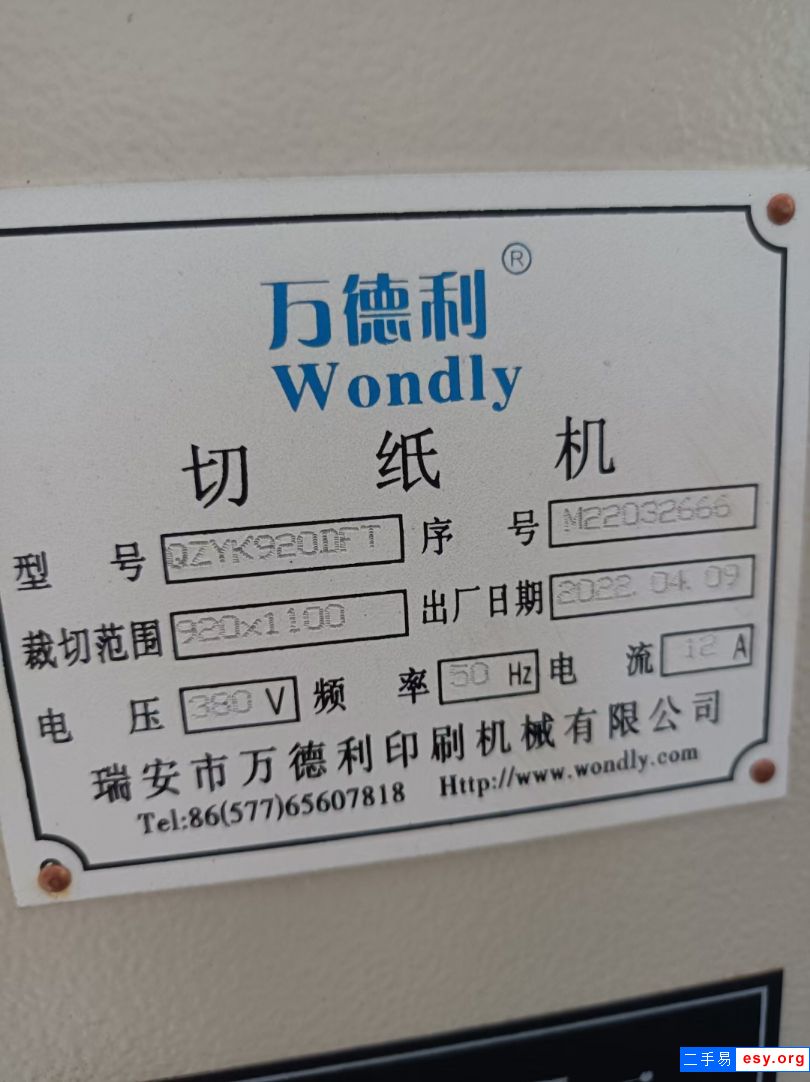 万德利®
Wondly
切纸机
型号 QZYK920DFT 序号 M22032666
裁切范围 920x1100 出厂日期 2022.04.09
电压 380 V 频率 50 Hz 电流 12 A
瑞安市万德利印刷机械有限公司
Tel:86(577)65607818 Http://www.wondly.com
二手易 esy.org